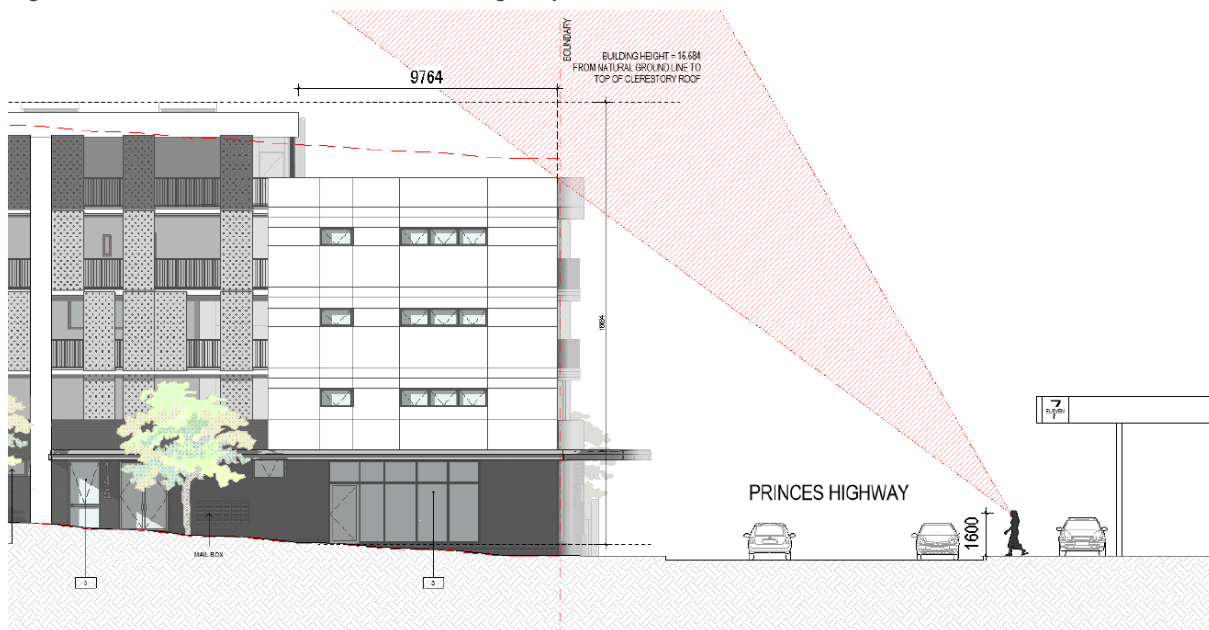 BOUNDARY
BUILDING HEIGHT = 16.684
FROM NATURAL GROUND LINE TO
TOP OF CLERESTORY ROOF
9764
16684
7
ELEVEN
PRINCES HIGHWAY
1600
145
MAIL BOX